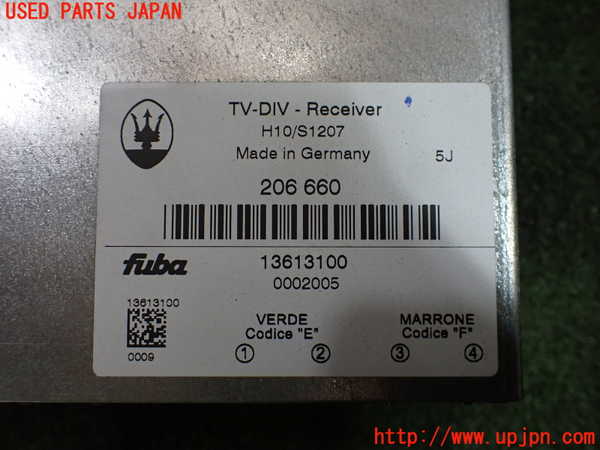 USED PARTS JAPAN
TV-DIV - Receiver
H10/S1207
Made in Germany
5J
206 660
fuba
13613100
0002005
13613100
0009
VERDE
Codice "E"
MARRONE
Codice "F"
1 2 3 4
http://www.upjpn.com/